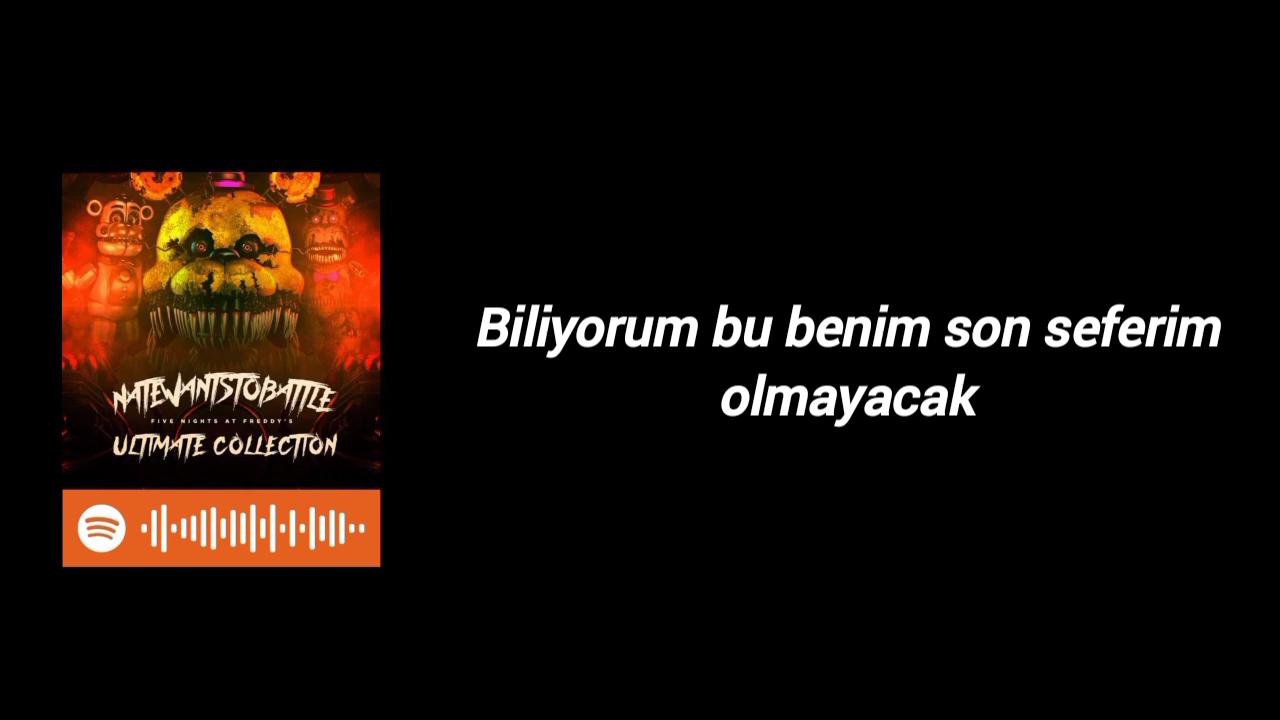 NATEWANTSTOBATTLE
FIVE NIGHTS AT FREDDY'S
ULTIMATE COLLECTION
Biliyorum bu benim son seferim
olmayacak